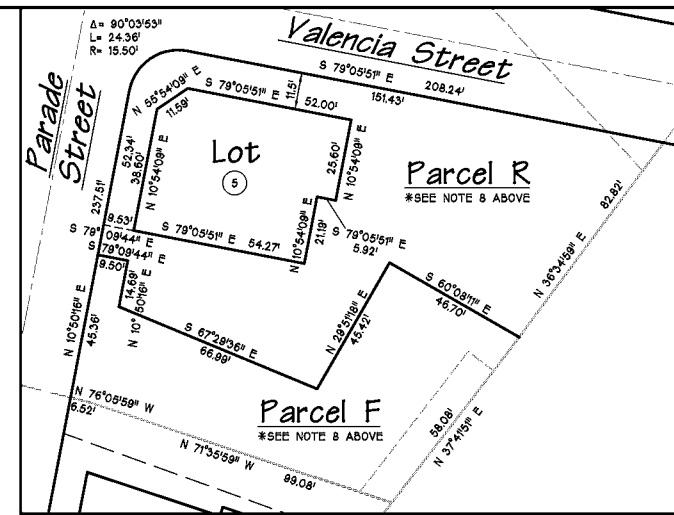 Δ= 90°03'53"
L= 24.36'
R= 15.50'
Valencia Street
S 79°05'51" E
208.24'
151.43'
Parade
Street
N 55°54'09" E
11.59'
S 79°05'51" E
11.5'
52.00'
Lot
5
25.60'
N 10°54'09" E
Parcel R
*SEE NOTE 8 ABOVE
237.51'
52.34'
38.60'
N 10°54'09" E
9.53'
S 79°09'44" E
S 79°09'44" E
9.50'
S 79°05'51" E
54.27'
N 10°54'09" E
21.19'
S 79°05'51" E
5.92'
82.82'
N 36°34'59" E
N 10°50'16" E
45.36'
14.69'
N 10°50'16" E
S 67°29'36" E
66.99'
N 29°51'18" E
45.42'
S 60°08'11" E
46.70'
N 76°05'59" W
6.52'
Parcel F
*SEE NOTE 8 ABOVE
N 71°35'59" W
99.08'
58.08'
N 37°41'51" E